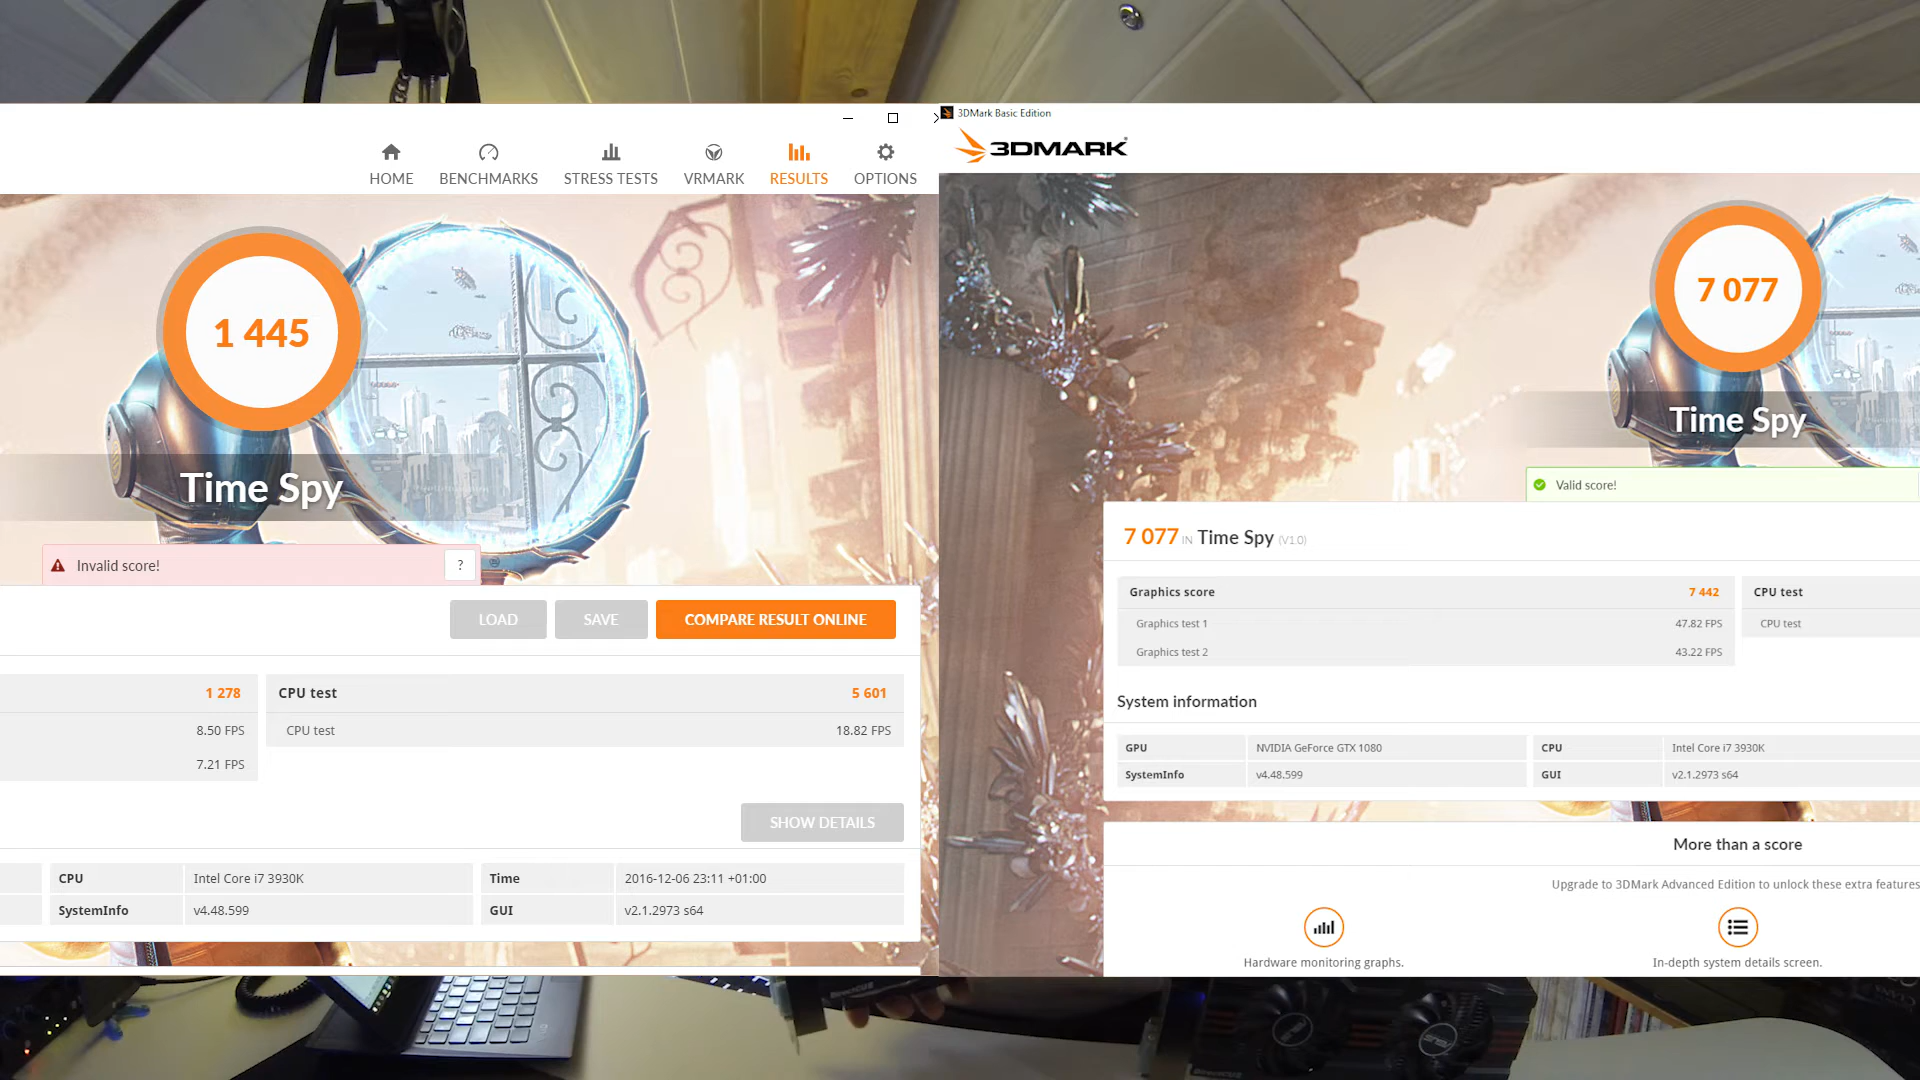 3DMark Basic Edition
3DMARK
HOME
BENCHMARKS
STRESS TESTS
VRMARK
RESULTS
OPTIONS
1 445
Time Spy
Invalid score!
?
LOAD
SAVE
COMPARE RESULT ONLINE
1 278
8.50 FPS
7.21 FPS
CPU test 5 601
CPU test 18.82 FPS
SHOW DETAILS
CPU Intel Core i7 3930K
Time 2016-12-06 23:11 +01:00
SystemInfo v4.48.599
GUI v2.1.2973 s64
7 077
Time Spy
Valid score!
7 077 IN Time Spy (V1.0)
Graphics score 7 442
Graphics test 1 47.82 FPS
Graphics test 2 43.22 FPS
CPU test
CPU test
System information
GPU NVIDIA GeForce GTX 1080
CPU Intel Core i7 3930K
SystemInfo v4.48.599
GUI v2.1.2973 s64
More than a score
Upgrade to 3DMark Advanced Edition to unlock these extra features
Hardware monitoring graphs.
In-depth system details screen.
DirectCU II
ASUS
ASUS